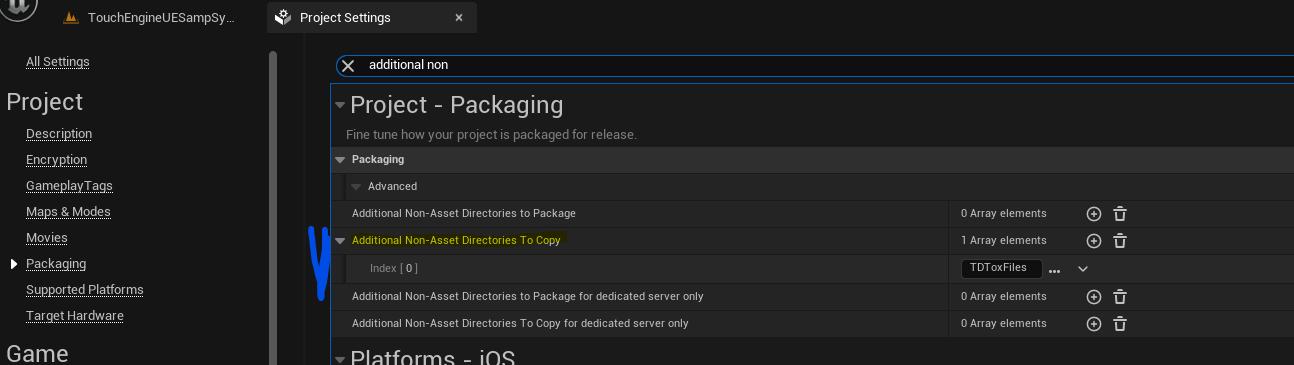 TouchEngineUESampSy...
Project Settings
All Settings
Project
Description
Encryption
GameplayTags
Maps & Modes
Movies
Packaging
Supported Platforms
Target Hardware
Game
additional non
Project - Packaging
Fine tune how your project is packaged for release.
Packaging
Advanced
Additional Non-Asset Directories to Package 0 Array elements
Additional Non-Asset Directories To Copy 1 Array elements
Index [ 0 ] TDToxFiles ...
Additional Non-Asset Directories to Package for dedicated server only 0 Array elements
Additional Non-Asset Directories To Copy for dedicated server only 0 Array elements
Platforms - iOS